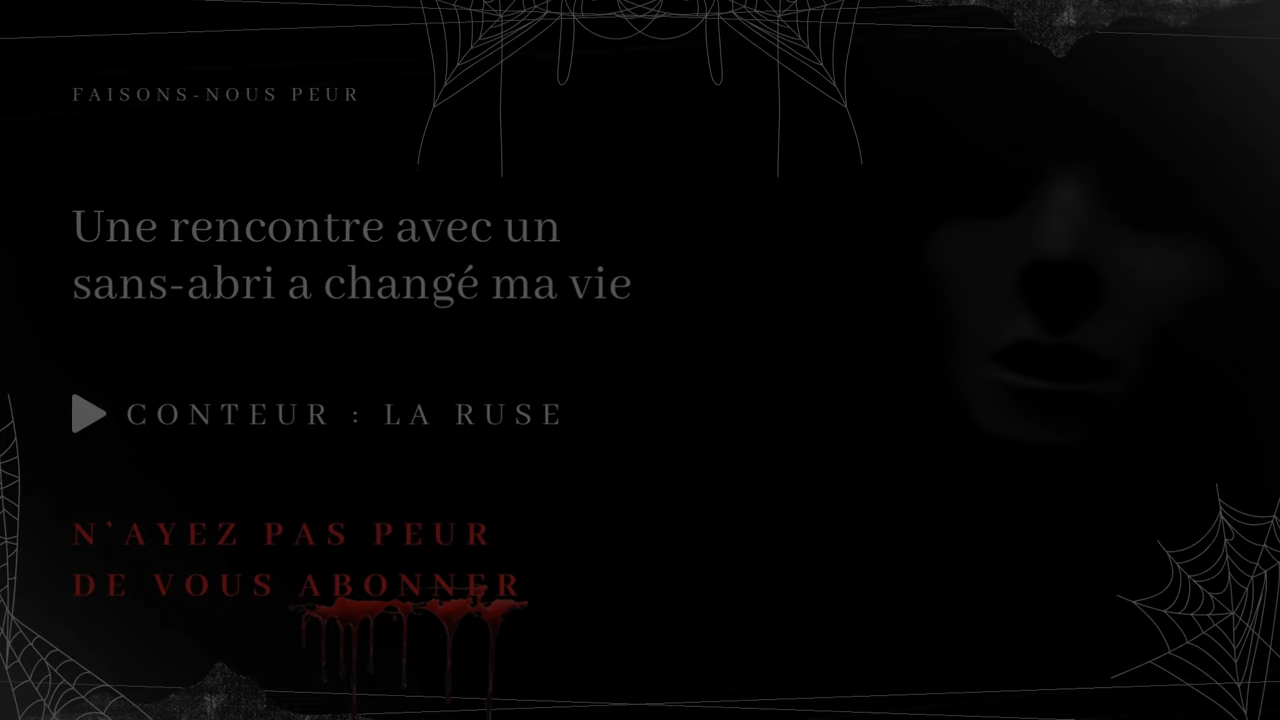 FAISONS-NOUS PEUR
Une rencontre avec un
sans-abri a changé ma vie
CONTEUR : LA RUSE
N'AYEZ PAS PEUR
DE VOUS ABONNER